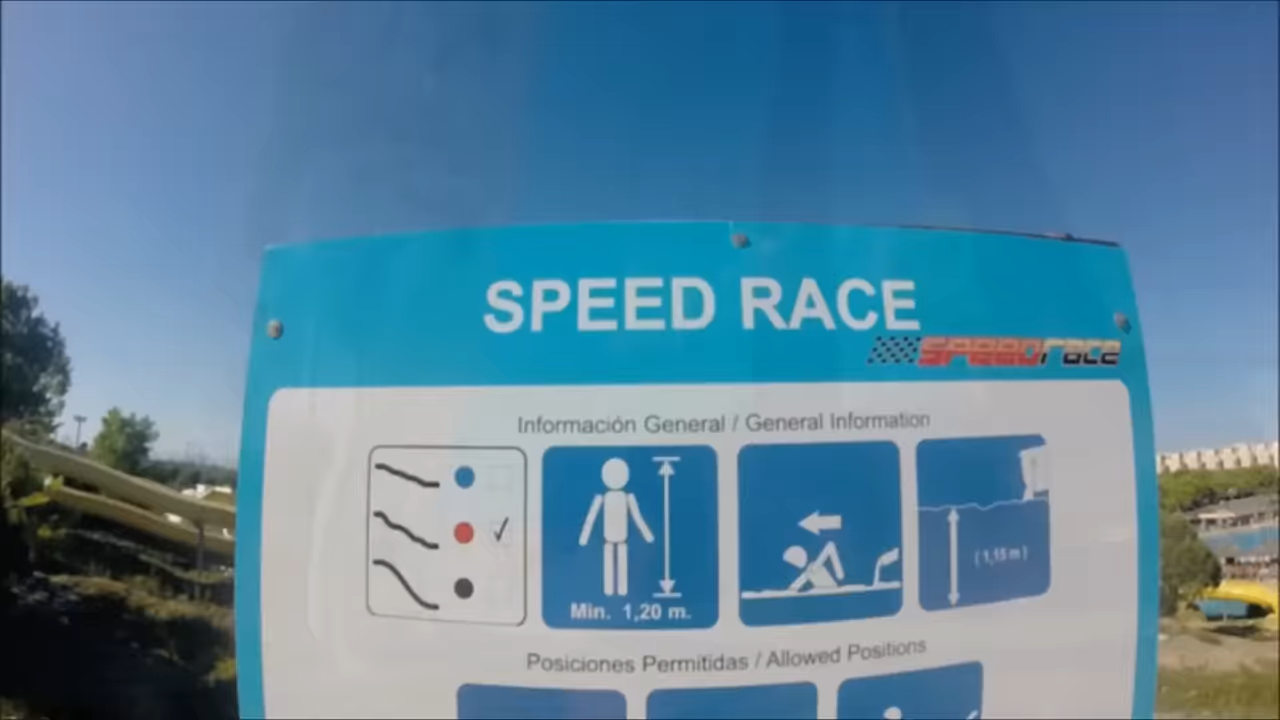 SPEED RACE
SPEEDrace
Información General / General Information
Min. 1,20 m.
(1,15 m)
Posiciones Permitidas / Allowed Positions